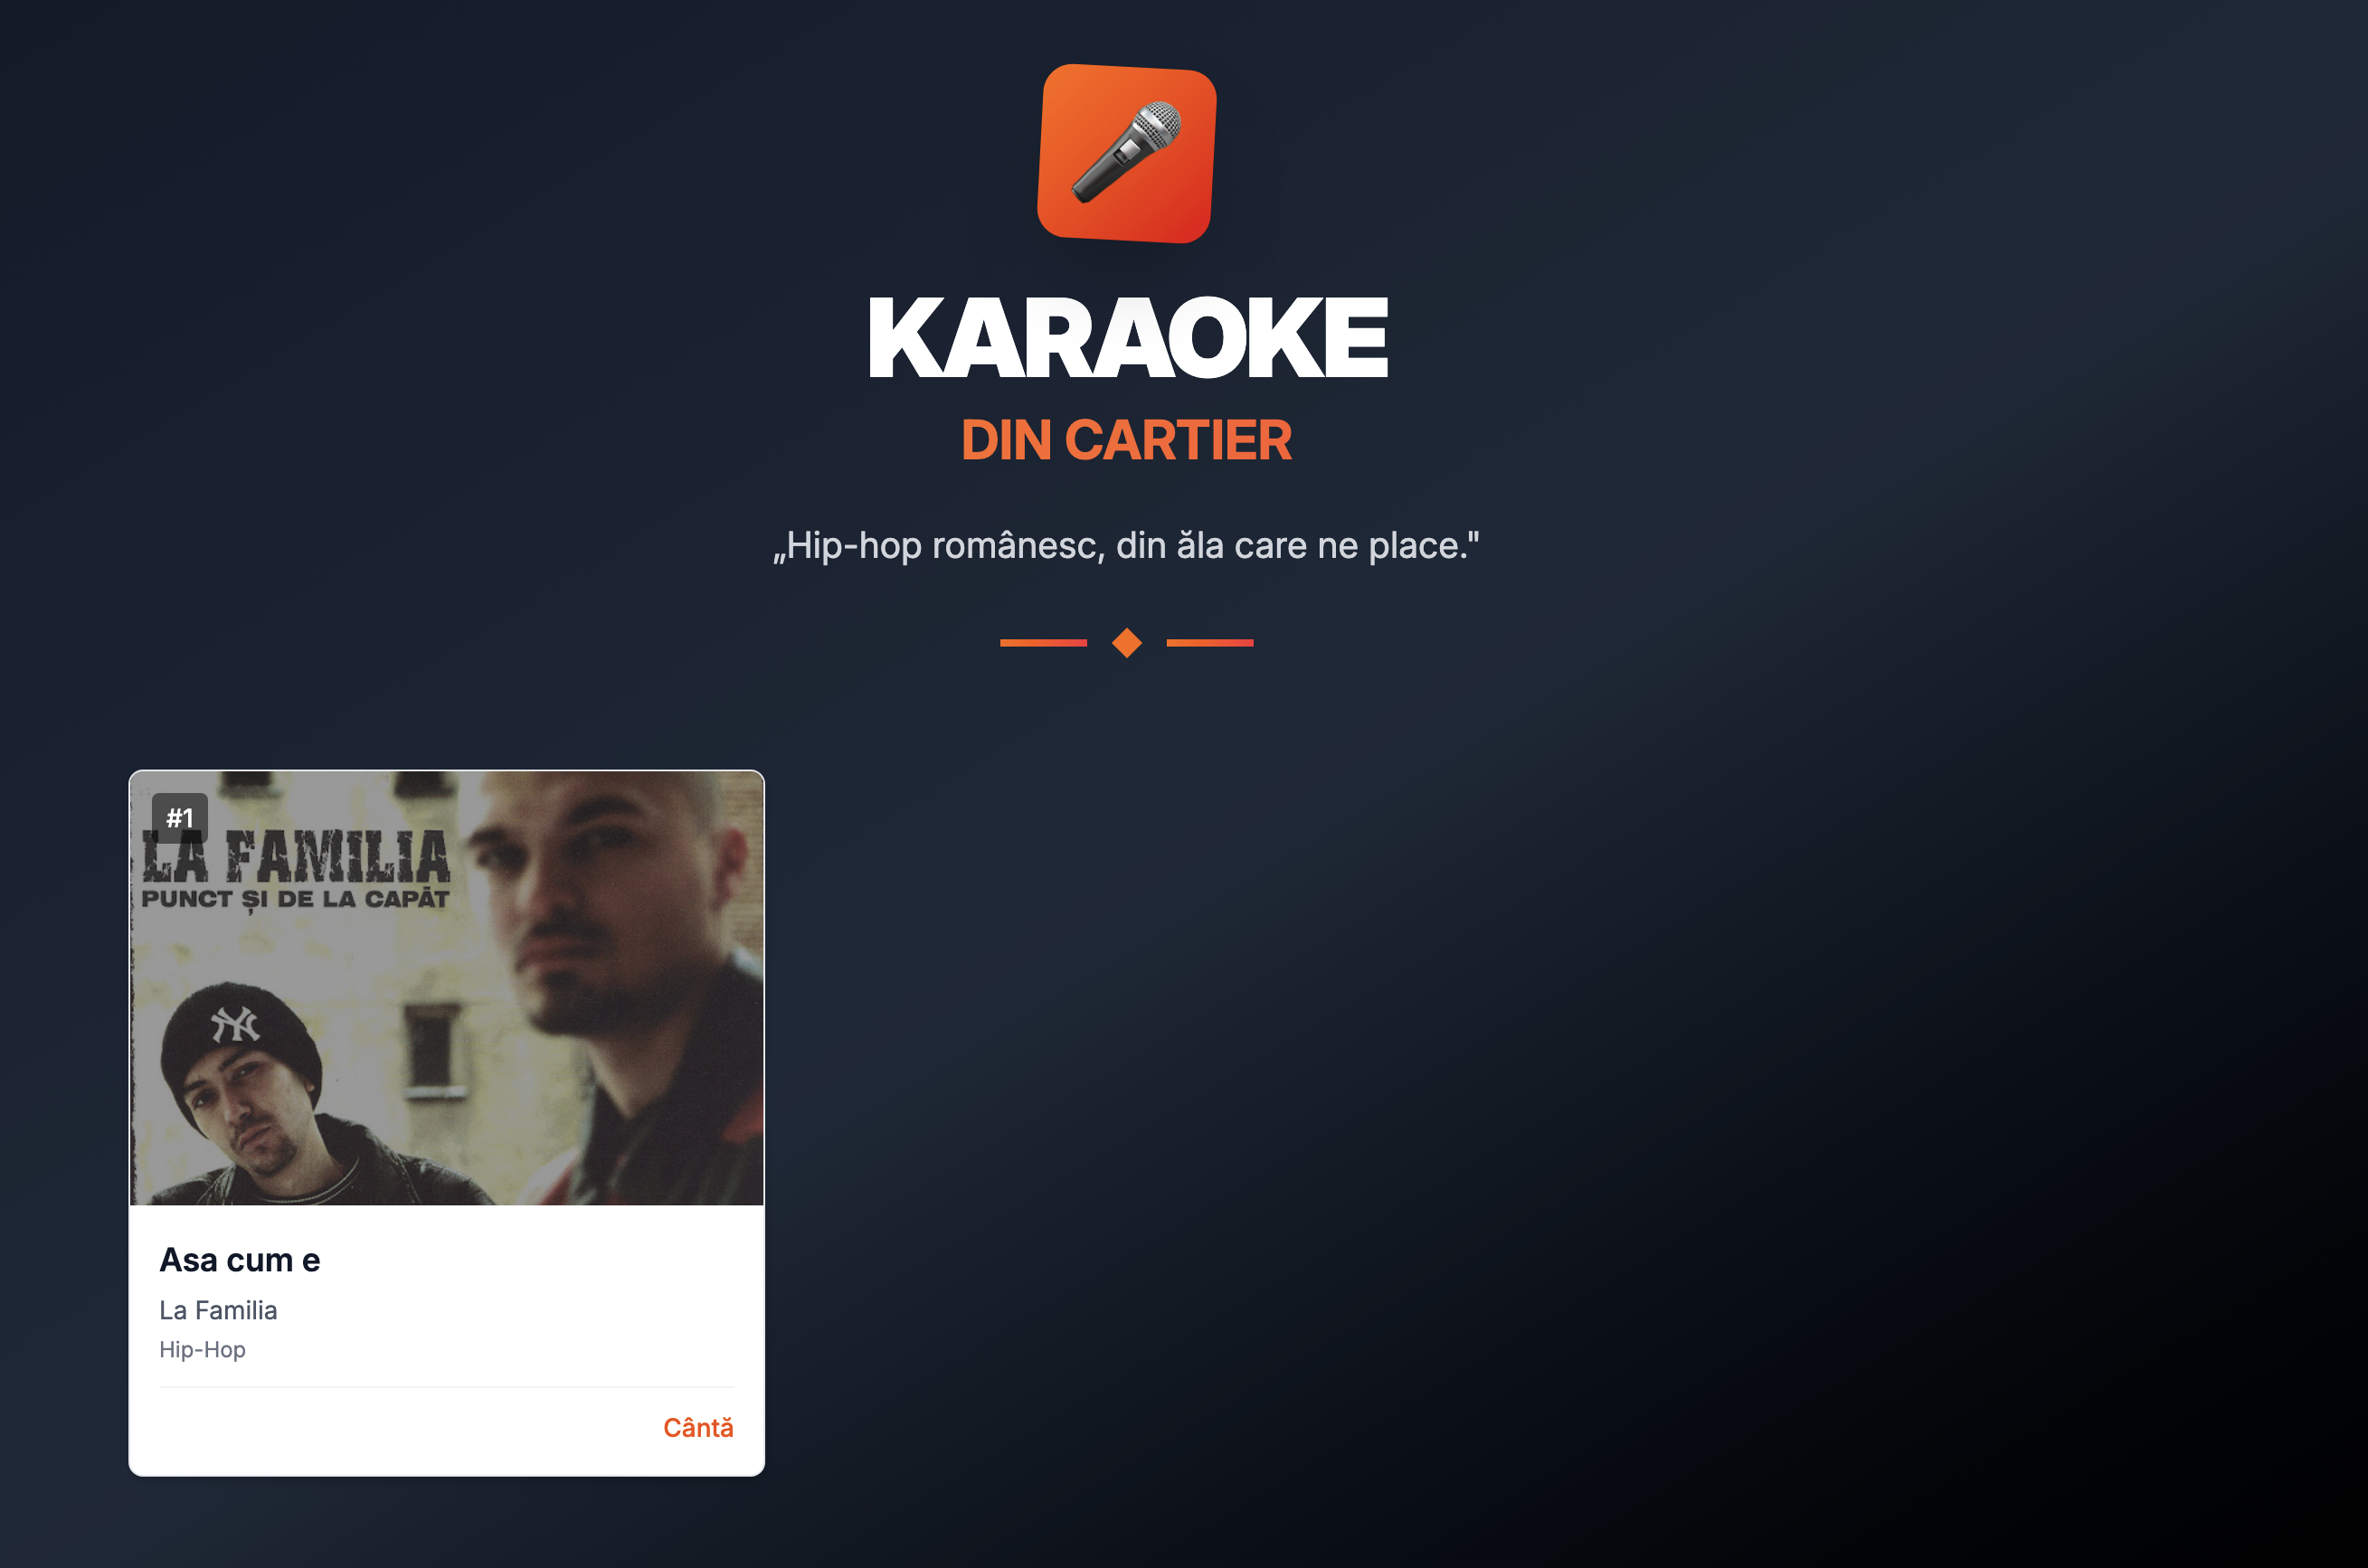 KARAOKE
DIN CARTIER
„Hip-hop românesc, din ăla care ne place."
#1
LA FAMILIA
PUNCT ȘI DE LA CAPĂT
NY
Asa cum e
La Familia
Hip-Hop
Cântă